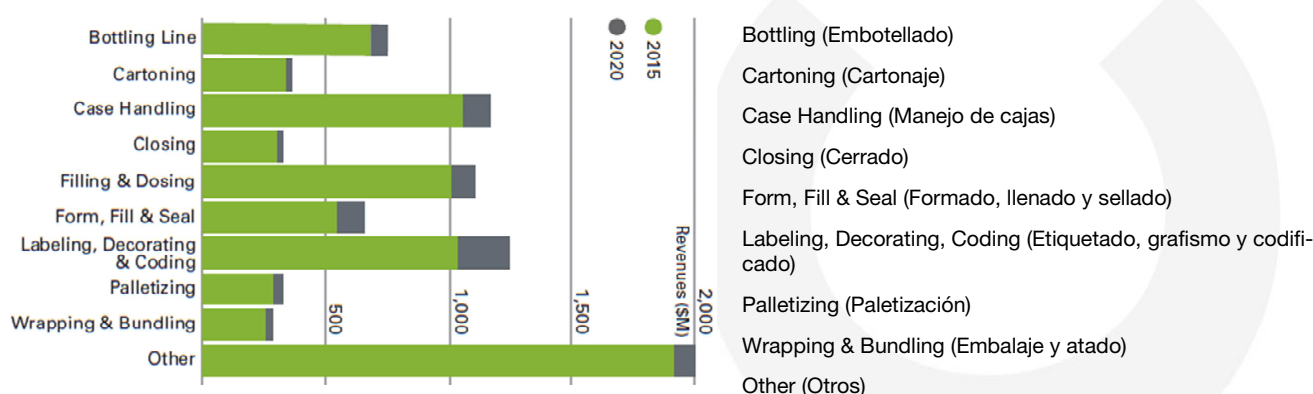 Bottling Line
Cartoning
Case Handling
Closing
Filling & Dosing
Form, Fill & Seal
Labeling, Decorating
& Coding
Palletizing
Wrapping & Bundling
Other
2020
2015
500
1,000
1,500
2,000
Revenues ($M)
Bottling (Embotellado)
Cartoning (Cartonaje)
Case Handling (Manejo de cajas)
Closing (Cerrado)
Form, Fill & Seal (Formado, llenado y sellado)
Labeling, Decorating, Coding (Etiquetado, grafismo y codifi-
cado)
Palletizing (Paletización)
Wrapping & Bundling (Embalaje y atado)
Other (Otros)